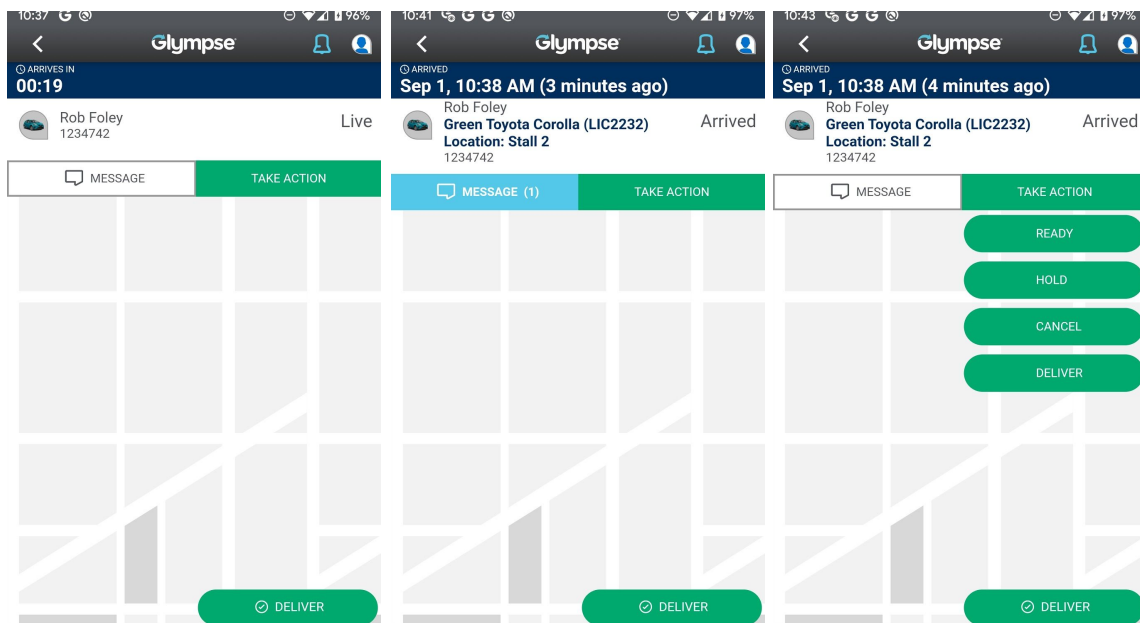 10:37 G
96%
Glympse
ARRIVES IN
00:19
Rob Foley
1234742
Live
MESSAGE
TAKE ACTION
DELIVER
10:41 G G
97%
Glympse
ARRIVED
Sep 1, 10:38 AM (3 minutes ago)
Rob Foley
Green Toyota Corolla (LIC2232)
Location: Stall 2
1234742
Arrived
MESSAGE (1)
TAKE ACTION
DELIVER
10:43 G G
97%
Glympse
ARRIVED
Sep 1, 10:38 AM (4 minutes ago)
Rob Foley
Green Toyota Corolla (LIC2232)
Location: Stall 2
1234742
Arrived
MESSAGE
TAKE ACTION
READY
HOLD
CANCEL
DELIVER
DELIVER